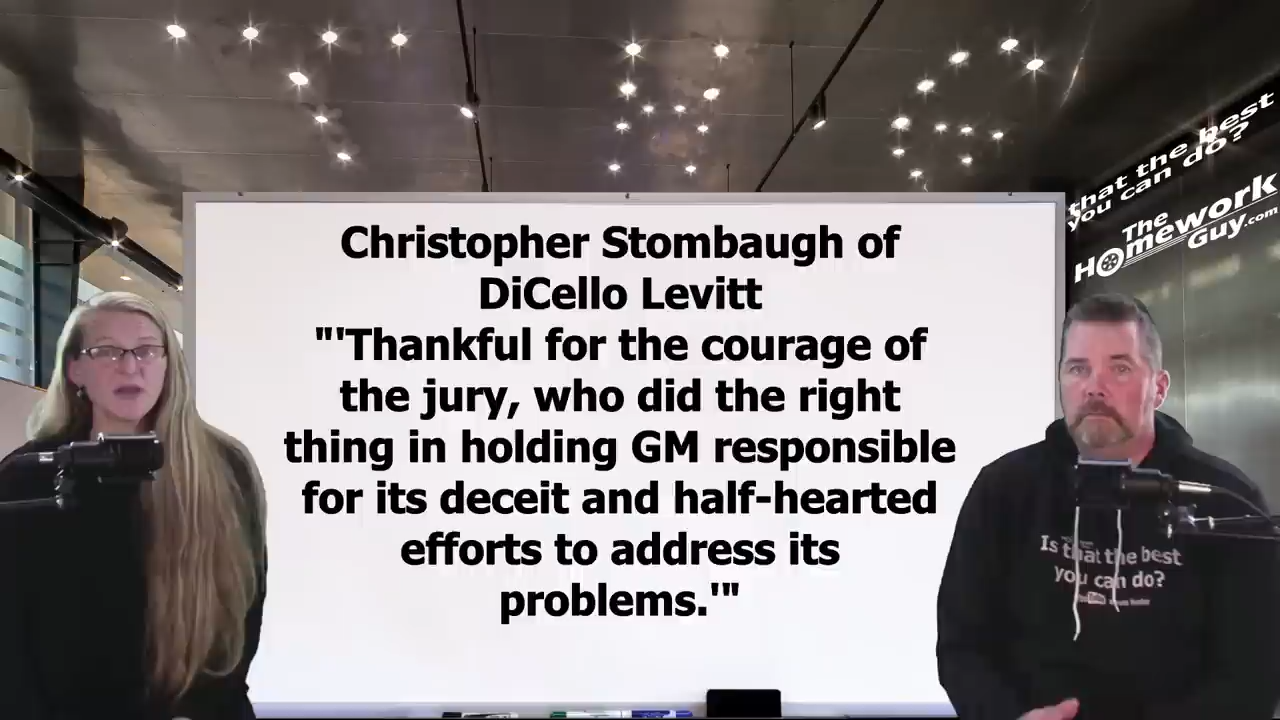 that the best
you can do?
The
Homework
Guy.com
Christopher Stombaugh of
DiCello Levitt
"'Thankful for the courage of
the jury, who did the right
thing in holding GM responsible
for its deceit and half-hearted
efforts to address its
problems.'"
Is that the best
you can do?